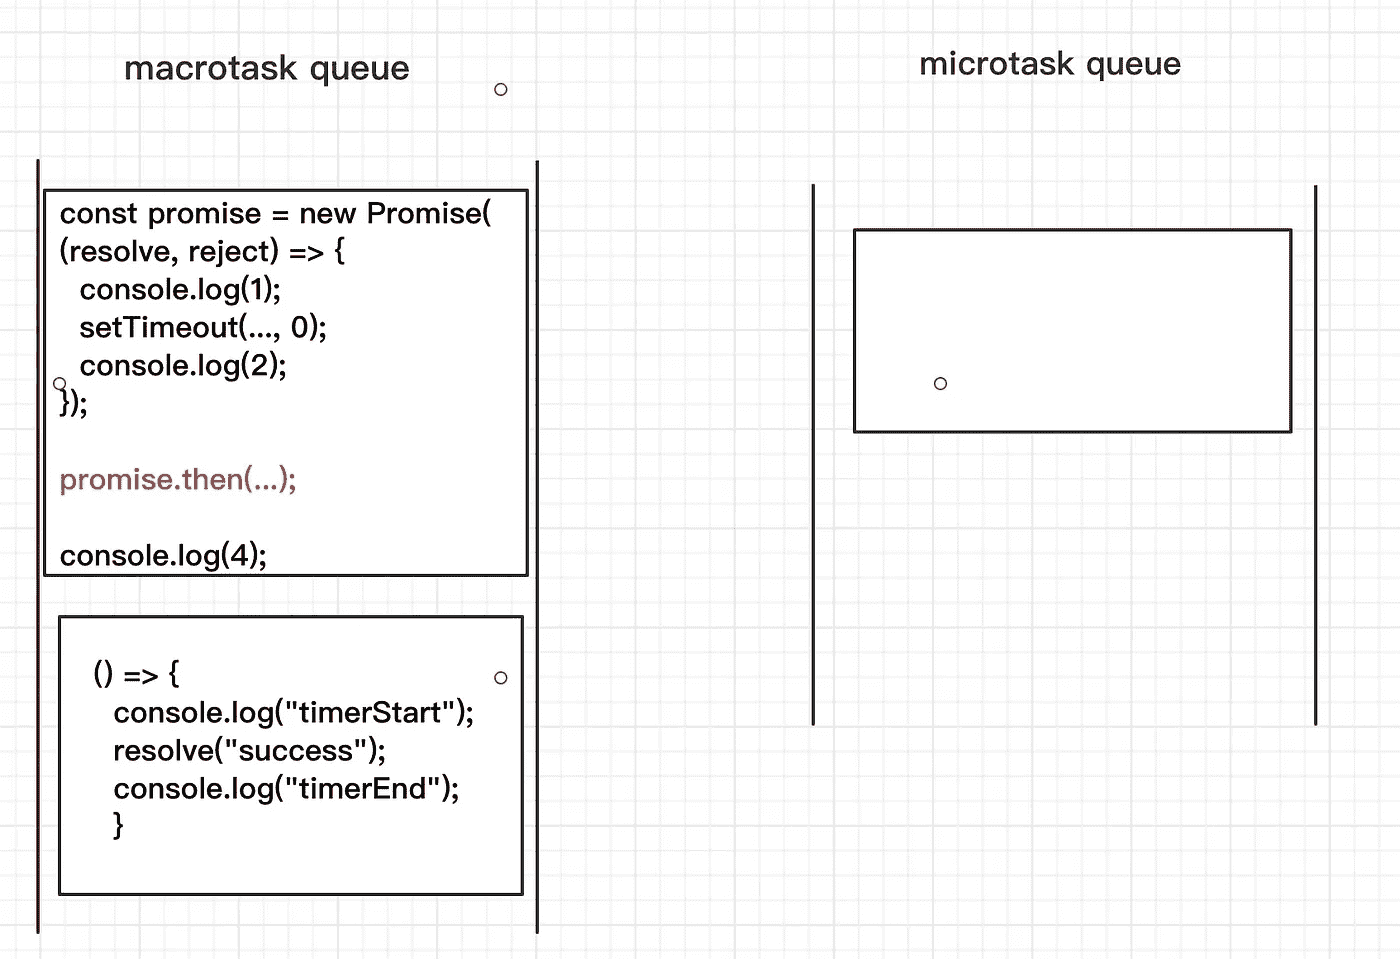 macrotask queue
microtask queue
const promise = new Promise(
(resolve, reject) => {
console.log(1);
setTimeout(..., 0);
console.log(2);
});
promise.then(...);
console.log(4);
() => {
console.log("timerStart");
resolve("success");
console.log("timerEnd");
}